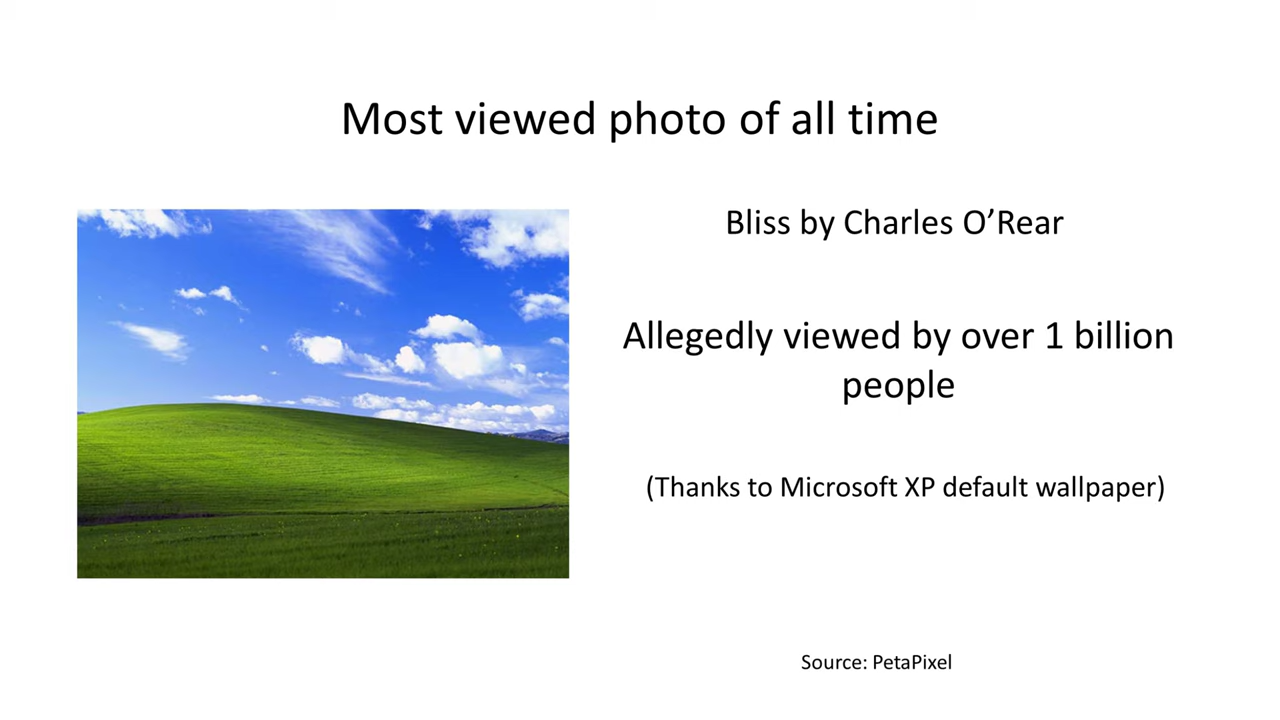 Most viewed photo of all time
Bliss by Charles O’Rear
Allegedly viewed by over 1 billion
people
(Thanks to Microsoft XP default wallpaper)
Source: PetaPixel